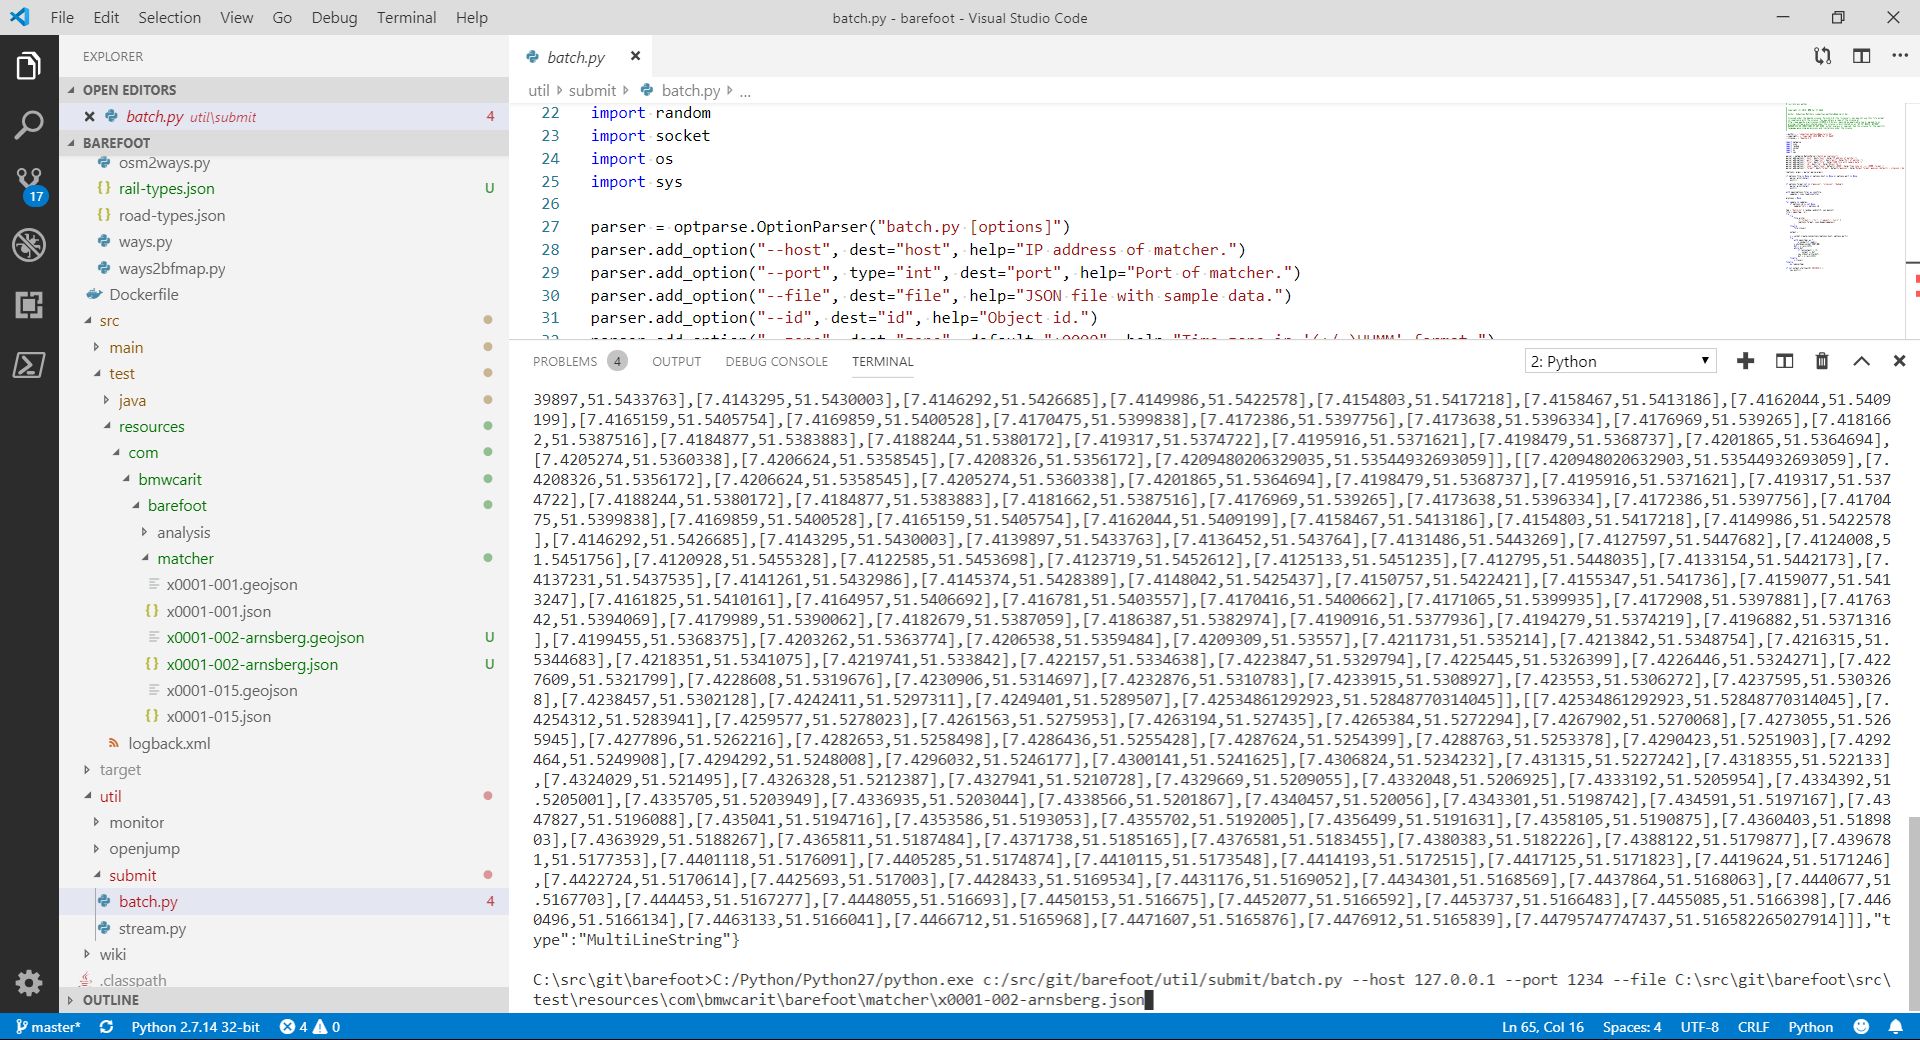 File Edit Selection View Go Debug Terminal Help
batch.py - barefoot - Visual Studio Code
EXPLORER
OPEN EDITORS
batch.py util\submit 4
BAREFOOT
osm2ways.py
rail-types.json U
road-types.json
ways.py
ways2bfmap.py
Dockerfile
src
main
test
java
resources
com
bmwcarit
barefoot
analysis
matcher
x0001-001.geojson
x0001-001.json
x0001-002-arnsberg.geojson U
x0001-002-arnsberg.json U
x0001-015.geojson
x0001-015.json
logback.xml
target
util
monitor
openjump
submit
batch.py 4
stream.py
wiki
.classpath
OUTLINE
17
batch.py
util submit batch.py ...
22 import random
23 import socket
24 import os
25 import sys
26
27 parser = optparse.OptionParser("batch.py [options]")
28 parser.add_option("--host", dest="host", help="IP address of matcher.")
29 parser.add_option("--port", type="int", dest="port", help="Port of matcher.")
30 parser.add_option("--file", dest="file", help="JSON file with sample data.")
31 parser.add_option("--id", dest="id", help="Object id.")
PROBLEMS 4 OUTPUT DEBUG CONSOLE TERMINAL
2: Python
39897,51.5433763],[7.4143295,51.5430003],[7.4146292,51.5426685],[7.4149986,51.5422578],[7.4154803,51.5417218],[7.4158467,51.5413186],[7.4162044,51.5409
199],[7.4165159,51.5405754],[7.4169859,51.5400528],[7.4170475,51.5399838],[7.4172386,51.5397756],[7.4173638,51.5396334],[7.4176969,51.539265],[7.418166
2,51.5387516],[7.4184877,51.5383883],[7.4188244,51.5380172],[7.419317,51.5374722],[7.4195916,51.5371621],[7.4198479,51.5368737],[7.4201865,51.5364694],
[7.4205274,51.5360338],[7.4206624,51.5358545],[7.4208326,51.5356172],[7.4209480206329035,51.53544932693059]],[[7.420948020632903,51.53544932693059],[7.
4208326,51.5356172],[7.4206624,51.5358545],[7.4205274,51.5360338],[7.4201865,51.5364694],[7.4198479,51.5368737],[7.4195916,51.5371621],[7.419317,51.537
4722],[7.4188244,51.5380172],[7.4184877,51.5383883],[7.4181662,51.5387516],[7.4176969,51.539265],[7.4173638,51.5396334],[7.4172386,51.5397756],[7.41704
75,51.5399838],[7.4169859,51.5400528],[7.4165159,51.5405754],[7.4162044,51.5409199],[7.4158467,51.5413186],[7.4154803,51.5417218],[7.4149986,51.5422578
],[7.4146292,51.5426685],[7.4143295,51.5430003],[7.4139897,51.5433763],[7.4136452,51.543764],[7.4131486,51.5443269],[7.4127597,51.5447682],[7.4124008,5
1.5451756],[7.4120928,51.5455328],[7.4122585,51.5453698],[7.4123719,51.5452612],[7.4125133,51.5451235],[7.412795,51.5448035],[7.4133154,51.5442173],[7.
4137231,51.5437535],[7.4141261,51.5432986],[7.4145374,51.5428389],[7.4148042,51.5425437],[7.4150757,51.5422421],[7.4155347,51.541736],[7.4159077,51.541
3247],[7.4161825,51.5410161],[7.4164957,51.5406692],[7.416781,51.5403557],[7.4170416,51.5400662],[7.4171065,51.5399935],[7.4172908,51.5397881],[7.41763
42,51.5394069],[7.4179989,51.5390062],[7.4182679,51.5387059],[7.4186387,51.5382974],[7.4190916,51.5377936],[7.4194279,51.5374219],[7.4196882,51.5371316
],[7.4199455,51.5368375],[7.4203262,51.5363774],[7.4206538,51.5359484],[7.4209309,51.53557],[7.4211731,51.535214],[7.4213842,51.5348754],[7.4216315,51.
5344683],[7.4218351,51.5341075],[7.4219741,51.533842],[7.422157,51.5334638],[7.4223847,51.5329794],[7.4225445,51.5326399],[7.4226446,51.5324271],[7.422
7609,51.5321799],[7.4228608,51.5319676],[7.4230906,51.5314697],[7.4232876,51.5310783],[7.4233915,51.5308927],[7.423553,51.5306272],[7.4237595,51.530326
8],[7.4238457,51.5302128],[7.4242411,51.5297311],[7.4249401,51.5289507],[7.42534861292923,51.52848770314045]],[[7.42534861292923,51.52848770314045],[7.
4254312,51.5283941],[7.4259577,51.5278023],[7.4261563,51.5275953],[7.4263194,51.527435],[7.4265384,51.5272294],[7.4267902,51.5270068],[7.4273055,51.526
5945],[7.4277896,51.5262216],[7.4282653,51.5258498],[7.4286436,51.5255428],[7.4287624,51.5254399],[7.4288763,51.5253378],[7.4290423,51.5251903],[7.4292
464,51.5249908],[7.4294292,51.5248008],[7.4296032,51.5246177],[7.4300141,51.5241625],[7.4306824,51.5234232],[7.431315,51.5227242],[7.4318355,51.522133]
,[7.4324029,51.521495],[7.4326328,51.5212387],[7.4327941,51.5210728],[7.4329669,51.5209055],[7.4332048,51.5206925],[7.4333192,51.5205954],[7.4334392,51
.5205001],[7.4335705,51.5203949],[7.4336935,51.5203044],[7.4338566,51.5201867],[7.4340457,51.520056],[7.4343301,51.5198742],[7.434591,51.5197167],[7.43
47827,51.5196088],[7.435041,51.5194716],[7.4353586,51.5193053],[7.4355702,51.5192005],[7.4356499,51.5191631],[7.4358105,51.5190875],[7.4360403,51.51898
03],[7.4363929,51.5188267],[7.4365811,51.5187484],[7.4371738,51.5185165],[7.4376581,51.5183455],[7.4380383,51.5182226],[7.4388122,51.5179877],[7.439678
1,51.5177353],[7.4401118,51.5176091],[7.4405285,51.5174874],[7.4410115,51.5173548],[7.4414193,51.5172515],[7.4417125,51.5171823],[7.4419624,51.5171246]
,[7.4422724,51.5170614],[7.4425693,51.517003],[7.4428433,51.5169534],[7.4431176,51.5169052],[7.4434301,51.5168569],[7.4437864,51.5168063],[7.4440677,51
.5167703],[7.444453,51.5167277],[7.4448055,51.516693],[7.4450153,51.516675],[7.4452077,51.5166592],[7.4453737,51.5166483],[7.4455085,51.5166398],[7.446
0496,51.5166134],[7.4463133,51.5166041],[7.4466712,51.5165968],[7.4471607,51.5165876],[7.4476912,51.5165839],[7.44795747747437,51.516582265027914]]],"t
ype":"MultiLineString"}
C:\src\git\barefoot>C:/Python/Python27/python.exe c:/src/git/barefoot/util/submit/batch.py --host 127.0.0.1 --port 1234 --file C:\src\git\barefoot\src\
test\resources\com\bmwcarit\barefoot\matcher\x0001-002-arnsberg.json
master* Python 2.7.14 32-bit 4 0 Ln 65, Col 16 Spaces: 4 UTF-8 CRLF Python